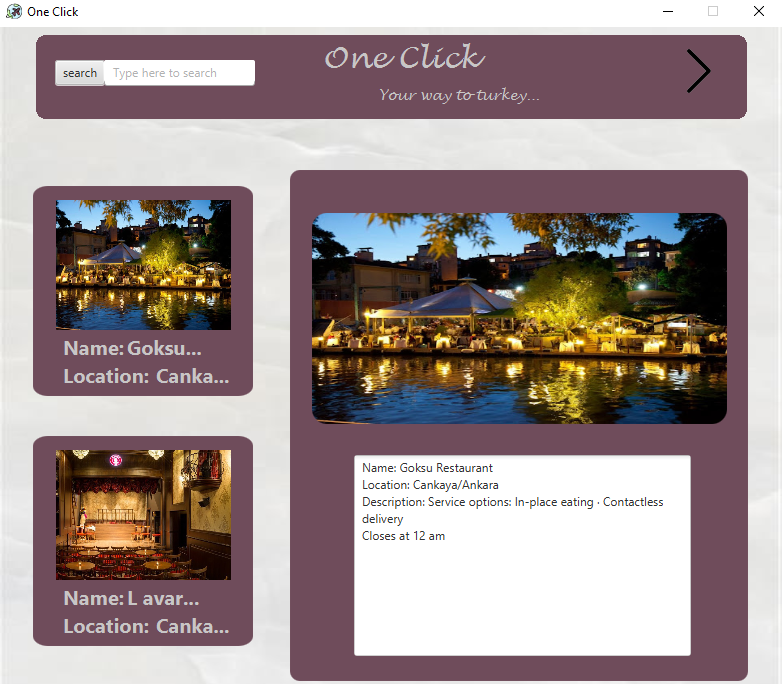 One Click
search
Type here to search
One Click
Your way to turkey...
Name: Goksu...
Location: Canka...
Name: L avar...
Location: Canka...
Name: Goksu Restaurant
Location: Cankaya/Ankara
Description: Service options: In-place eating · Contactless
delivery
Closes at 12 am